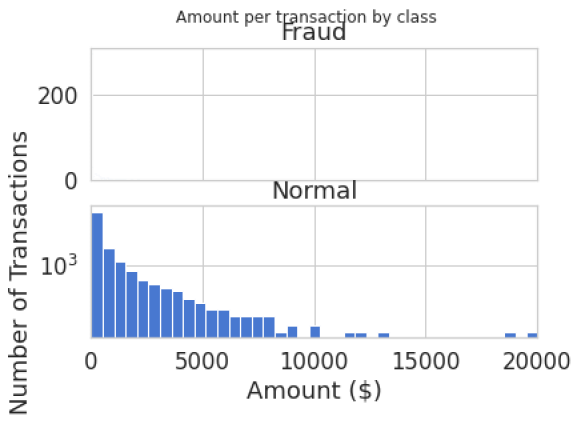 Amount per transaction by class
Fraud
200
0
Normal
10³
0 5000 10000 15000 20000
Amount ($)
Number of Transactions